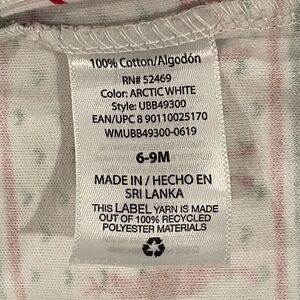 100% Cotton/Algodón
RN# 52469
Color: ARCTIC WHITE
Style: UBB49300
EAN/UPC 8 90110025170
WMUBB49300-0619
6-9M
MADE IN / HECHO EN
SRI LANKA
THIS LABEL YARN IS MADE
OUT OF 100% RECYCLED
POLYESTER MATERIALS